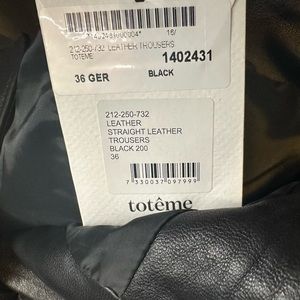 212-250-732 LEATHER TROUSERS
TOTEME
1402431
36 GER
BLACK
212-250-732
LEATHER
STRAIGHT LEATHER
TROUSERS
BLACK 200
36
7 330037 097999
totême